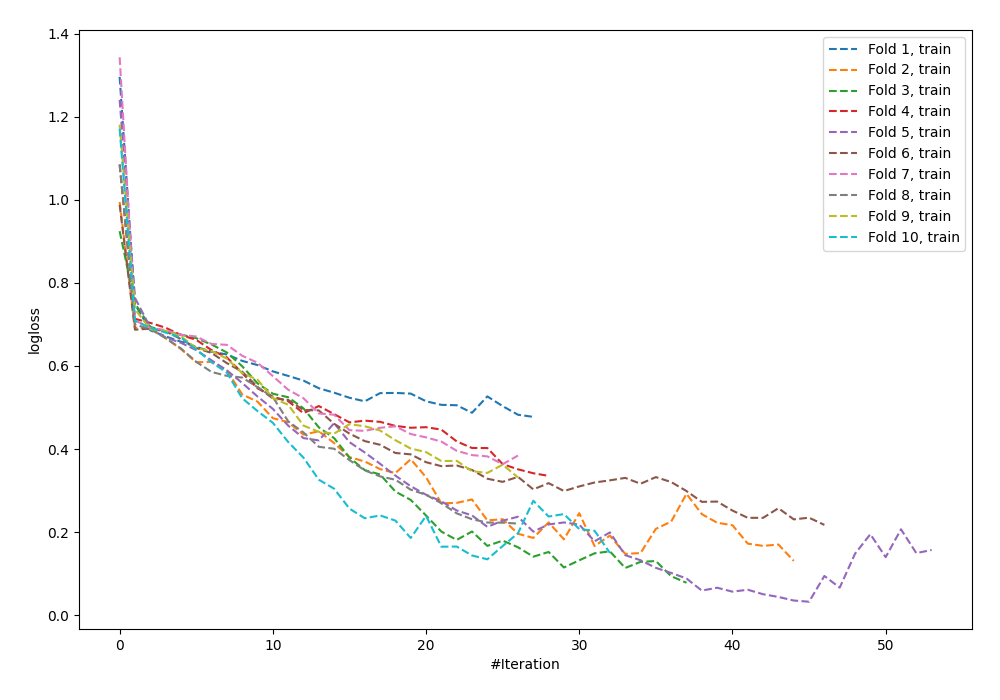 1.4
1.2
1.0
0.8
0.6
0.4
0.2
0.0
logloss
0
10
20
30
40
50
#Iteration
Fold 1, train
Fold 2, train
Fold 3, train
Fold 4, train
Fold 5, train
Fold 6, train
Fold 7, train
Fold 8, train
Fold 9, train
Fold 10, train